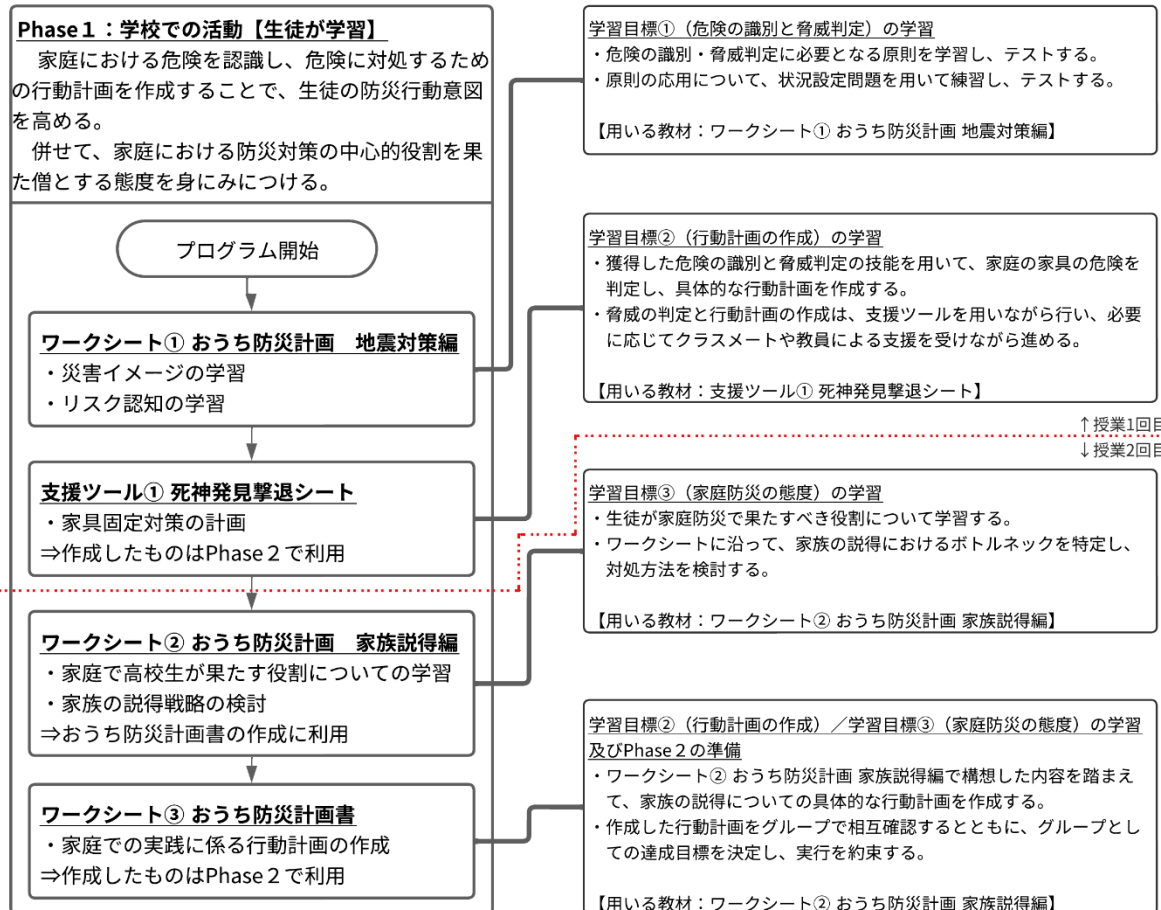 Phase１：学校での活動【生徒が学習】
家庭における危険を認識し、危険に対処するため
の行動計画を作成することで、生徒の防災行動意図
を高める。
併せて、家庭における防災対策の中心的役割を果
た僧とする態度を身にみにつける。
プログラム開始
ワークシート① おうち防災計画　地震対策編
・災害イメージの学習
・リスク認知の学習
支援ツール① 死神発見撃退シート
・家具固定対策の計画
⇒作成したものはPhase２で利用
ワークシート② おうち防災計画　家族説得編
・家庭で高校生が果たす役割についての学習
・家族の説得戦略の検討
⇒おうち防災計画書の作成に利用
ワークシート③ おうち防災計画書
・家庭での実践に係る行動計画の作成
⇒作成したものはPhase２で利用
学習目標①（危険の識別と脅威判定）の学習
・危険の識別・脅威判定に必要となる原則を学習し、テストする。
・原則の応用について、状況設定問題を用いて練習し、テストする。
【用いる教材：ワークシート① おうち防災計画 地震対策編】
学習目標②（行動計画の作成）の学習
・獲得した危険の識別と脅威判定の技能を用いて、家庭の家具の危険を
判定し、具体的な行動計画を作成する。
・脅威の判定と行動計画の作成は、支援ツールを用いながら行い、必要
に応じてクラスメートや教員による支援を受けながら進める。
【用いる教材：支援ツール① 死神発見撃退シート】
↑授業1回目
↓授業2回目
学習目標③（家庭防災の態度）の学習
・生徒が家庭防災で果たすべき役割について学習する。
・ワークシートに沿って、家族の説得におけるボトルネックを特定し、
対処方法を検討する。
【用いる教材：ワークシート② おうち防災計画 家族説得編】
学習目標②（行動計画の作成）／学習目標③（家庭防災の態度）の学習
及びPhase２の準備
・ワークシート② おうち防災計画 家族説得編で構想した内容を踏まえ
て、家族の説得についての具体的な行動計画を作成する。
・作成した行動計画をグループで相互確認するとともに、グループとし
ての達成目標を決定し、実行を約束する。
【用いる教材：ワークシート② おうち防災計画 家族説得編】